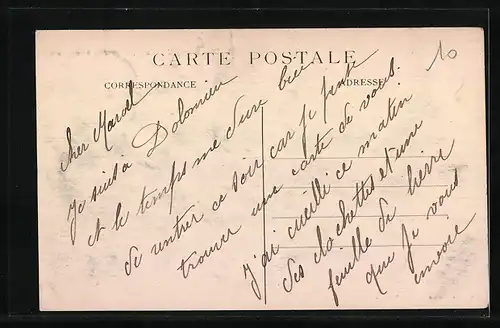 10
CARTE POSTALE
CORRESPONDANCE
ADRESSE
Cher Marcel
Je suis à Dolomieu
et le temps me dure bien
de rentrer ce soir car je pense
trouver une carte de vous.
J'ai cueilli ce matin
des clochettes et une
feuille de lierre
que je vous
envoie